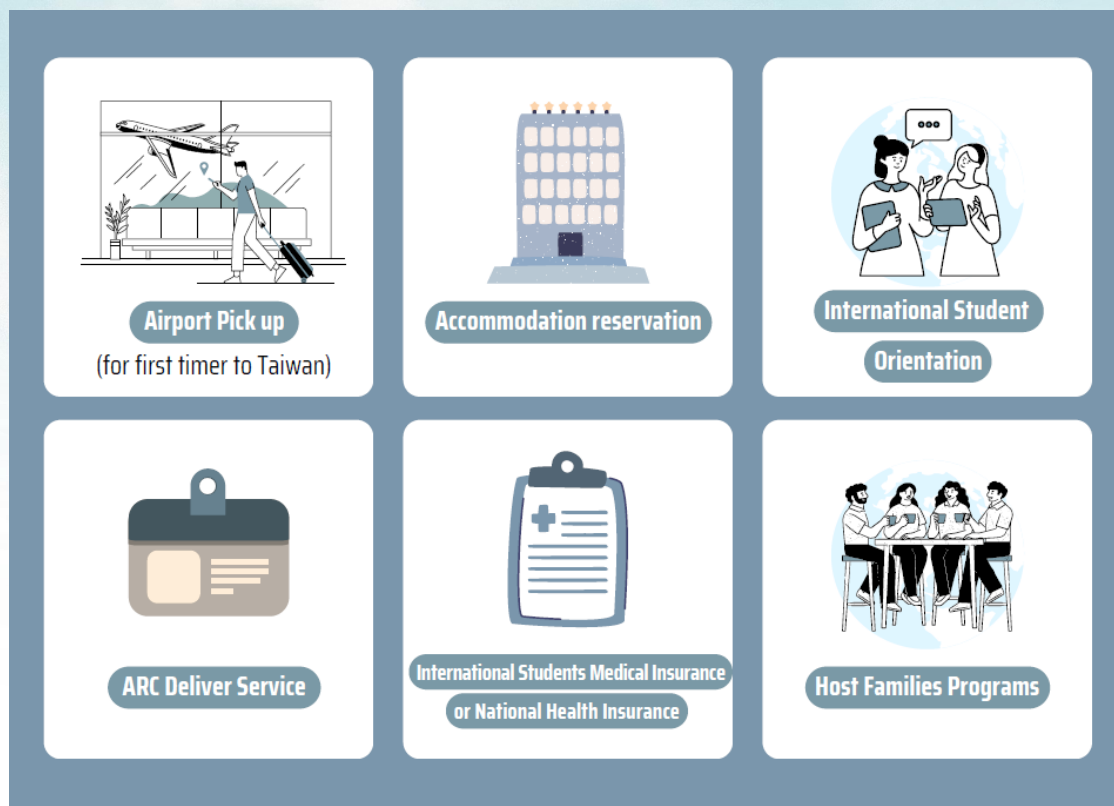 Airport Pick up
(for first timer to Taiwan)
Accommodation reservation
International Student
Orientation
ARC Deliver Service
International Students Medical Insurance
or National Health Insurance
Host Families Programs